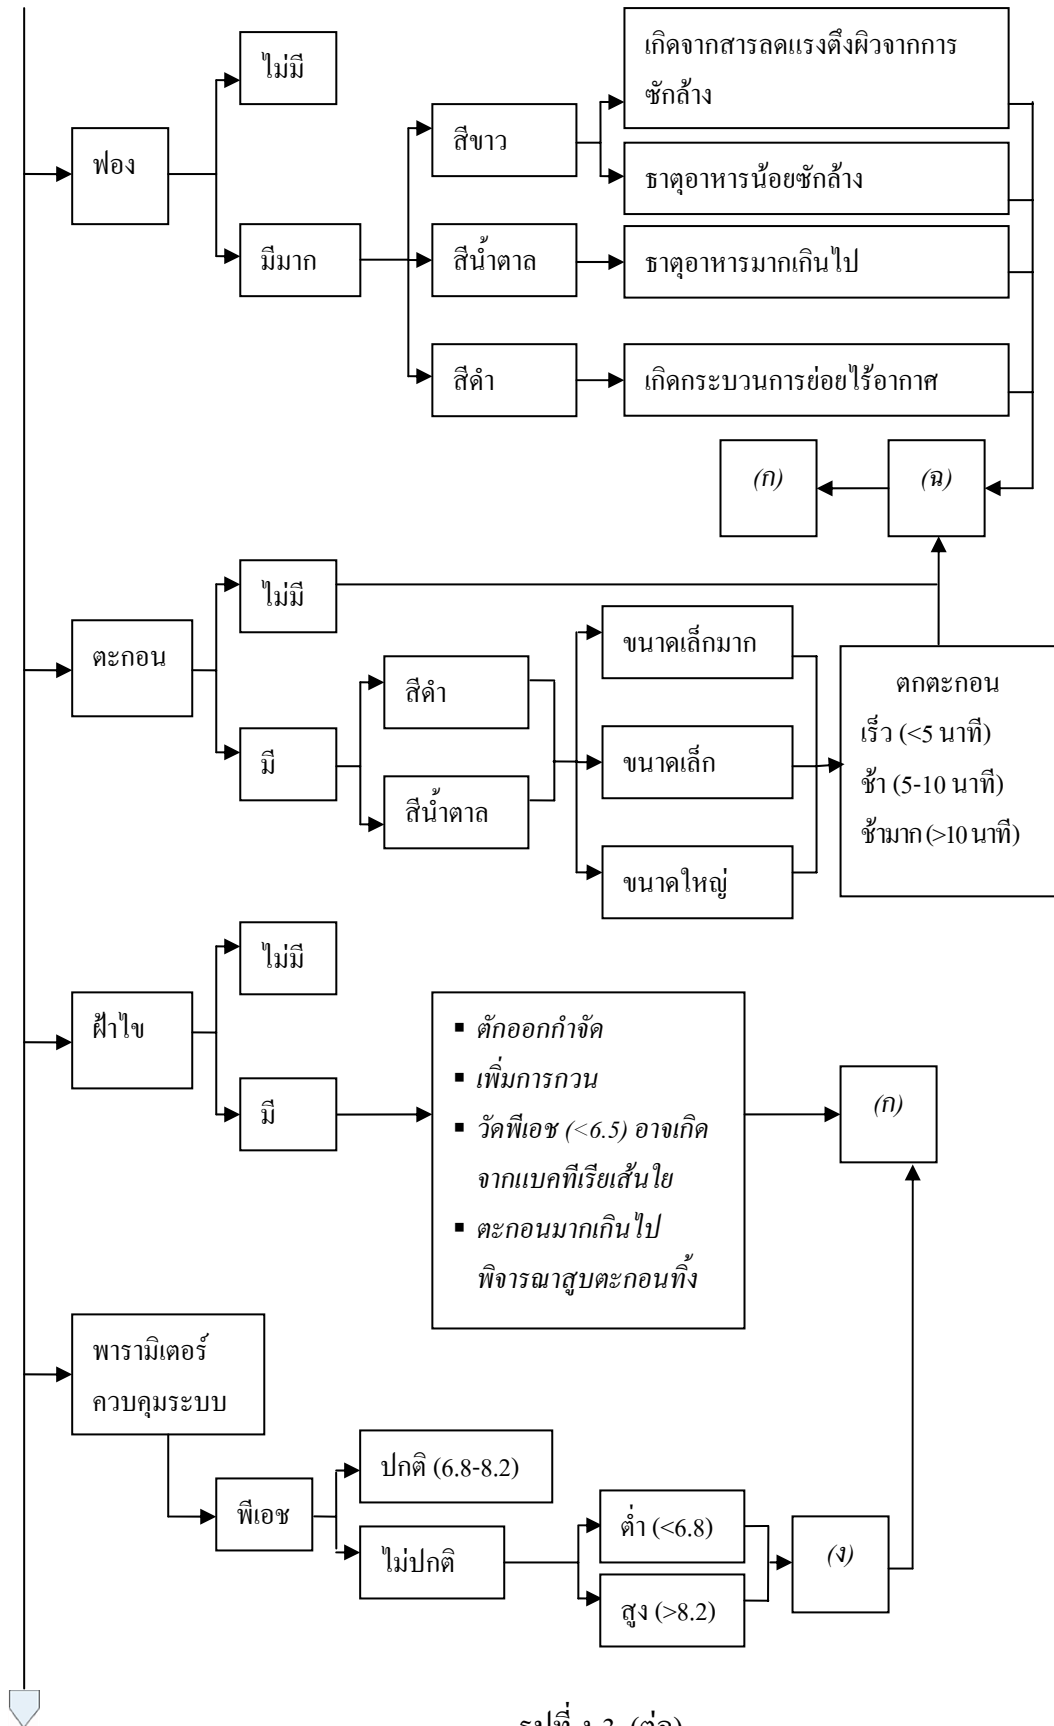 เกิดจากสารลดแรงตึงผิวจากการ
ซักล้าง
ไม่มี
สีขาว
ฟอง
ธาตุอาหารน้อยซักล้าง
มีมาก
สีน้ำตาล
ธาตุอาหารมากเกินไป
สีดำ
เกิดกระบวนการย่อยไร้อากาศ
(ก)
(ฉ)
ไม่มี
ตะกอน
ขนาดเล็กมาก
สีดำ
มี
ขนาดเล็ก
สีน้ำตาล
ขนาดใหญ่
ตกตะกอน
เร็ว (<5 นาที)
ช้า (5-10 นาที)
ช้ามาก (>10 นาที)
ไม่มี
ฝ้าไข
มี
▪ ตักออกกำจัด
▪ เพิ่มการกวน
▪ วัดพีเอช (<6.5) อาจเกิด
จากแบคทีเรียเส้นใย
▪ ตะกอนมากเกินไป
พิจารณาสูบตะกอนทิ้ง
(ก)
พารามิเตอร์
ควบคุมระบบ
ปกติ (6.8-8.2)
พีเอช
ไม่ปกติ
ต่ำ (<6.8)
สูง (>8.2)
(ง)